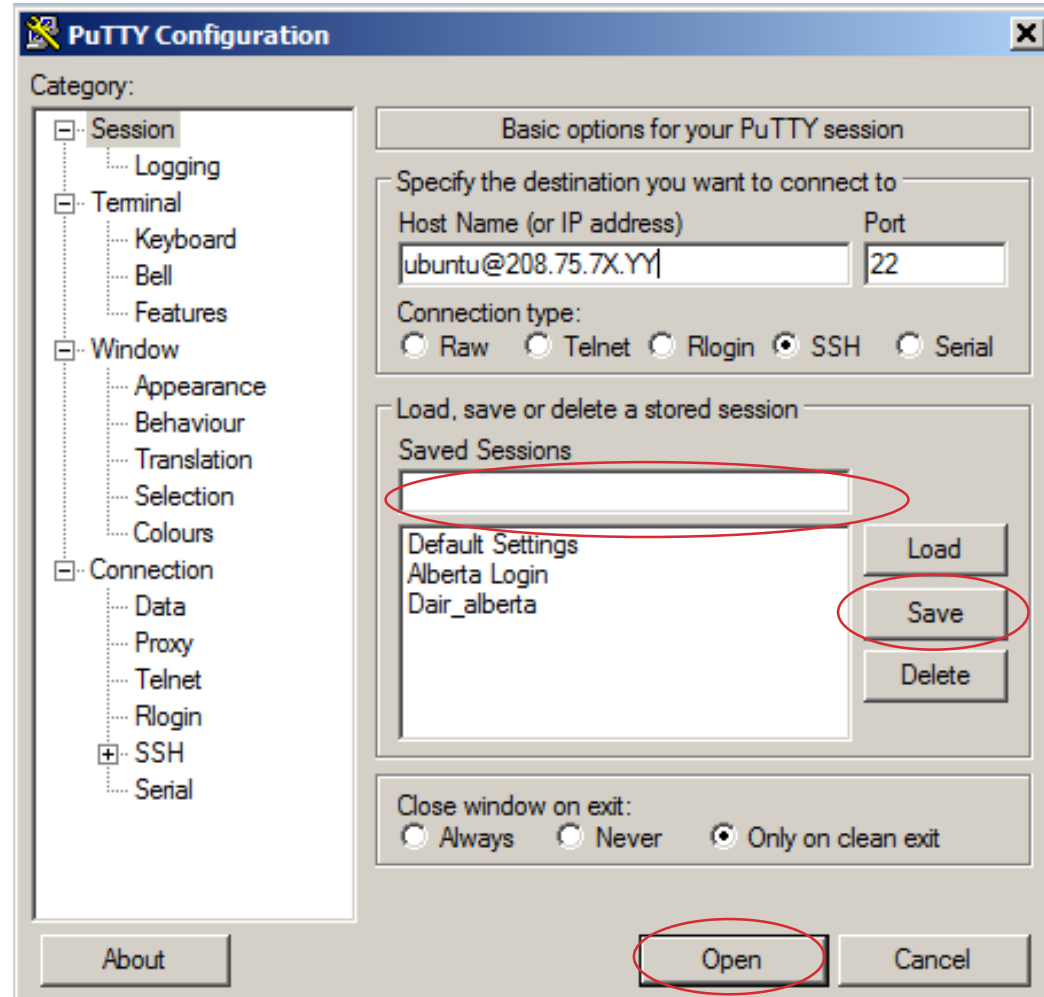 PuTTY Configuration
Category:
Session
Logging
Terminal
Keyboard
Bell
Features
Window
Appearance
Behaviour
Translation
Selection
Colours
Connection
Data
Proxy
Telnet
Rlogin
SSH
Serial
Basic options for your PuTTY session
Specify the destination you want to connect to
Host Name (or IP address) Port
ubuntu@208.75.7X.YY 22
Connection type:
Raw Telnet Rlogin SSH Serial
Load, save or delete a stored session
Saved Sessions
Default Settings
Alberta Login
Dair_alberta
Load
Save
Delete
Close window on exit:
Always Never Only on clean exit
About Open Cancel